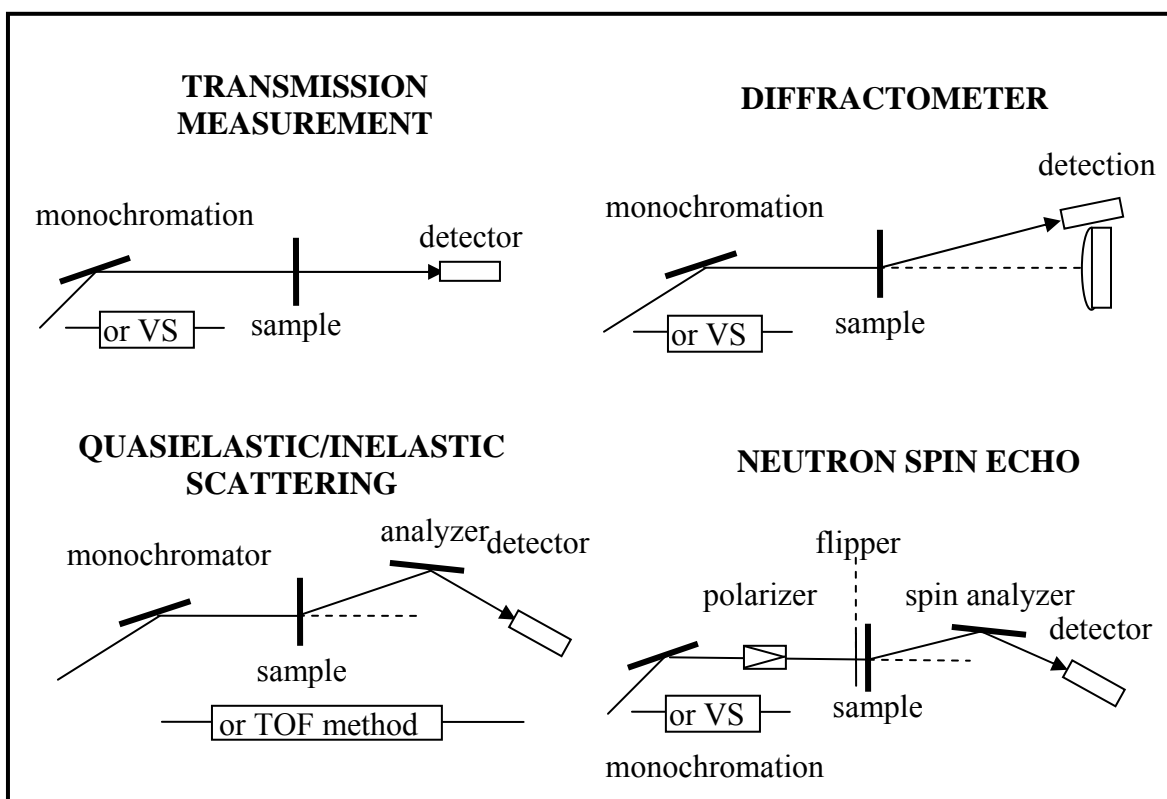 TRANSMISSION
MEASUREMENT
monochromation
detector
or VS
sample
DIFFRACTOMETER
detection
monochromation
or VS
sample
QUASIELASTIC/INELASTIC
SCATTERING
analyzer
detector
monochromator
sample
or TOF method
NEUTRON SPIN ECHO
flipper
polarizer
spin analyzer
detector
or VS
sample
monochromation